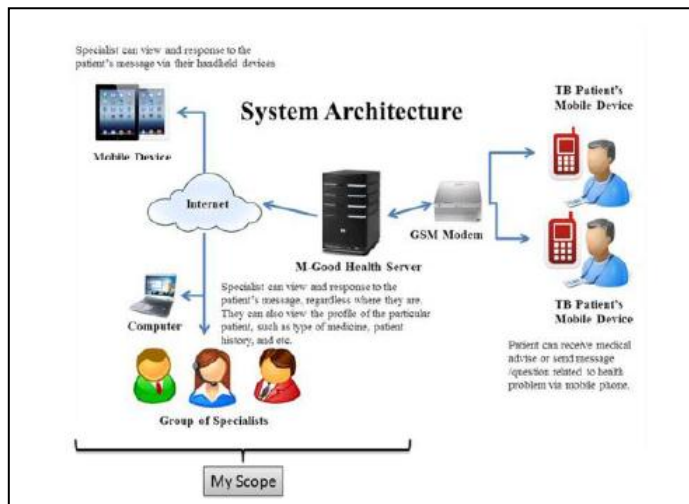 Specialist can view and response to the
patient's message via their handheld devices
System Architecture
Mobile Device
Internet
M-Good Health Server
GSM Modem
TB Patient's
Mobile Device
TB Patient's
Mobile Device
Patient can receive medical
advise or send message
/question related to health
problem via mobile phone.
Specialist can view and response to the
patient's message, regardless where they are.
They can also view the profile of the particular
patient, such as type of medicine, patient
history, and etc.
Computer
Group of Specialists
My Scope